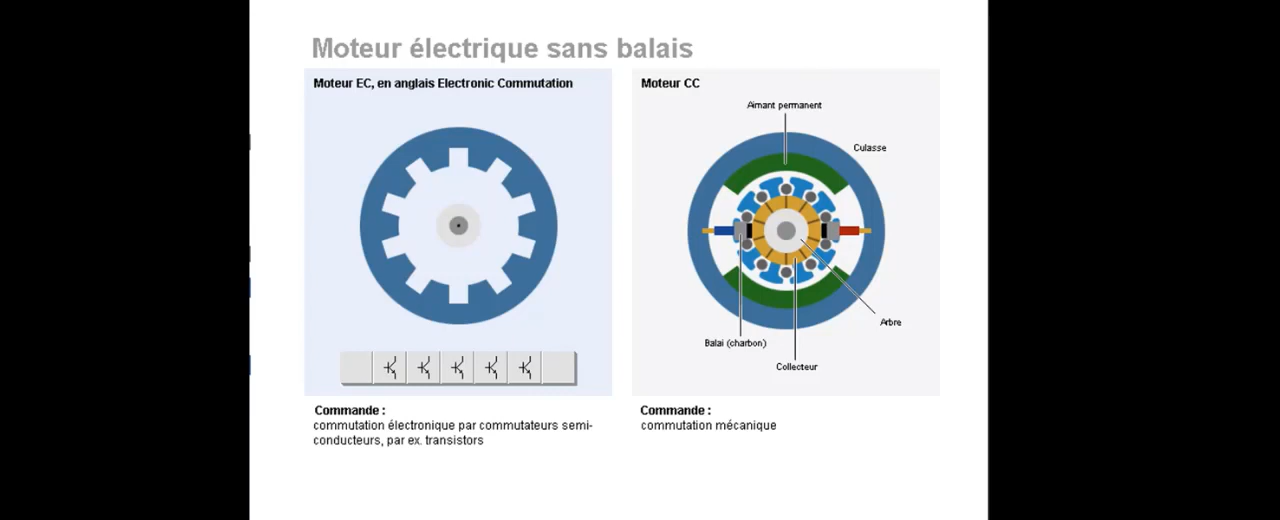 Moteur électrique sans balais
Moteur EC, en anglais Electronic Commutation
Moteur CC
Aimant permanent
Culasse
Arbre
Balai (charbon)
Collecteur
Commande :
commutation électronique par commutateurs semi-
conducteurs, par ex. transistors
Commande :
commutation mécanique